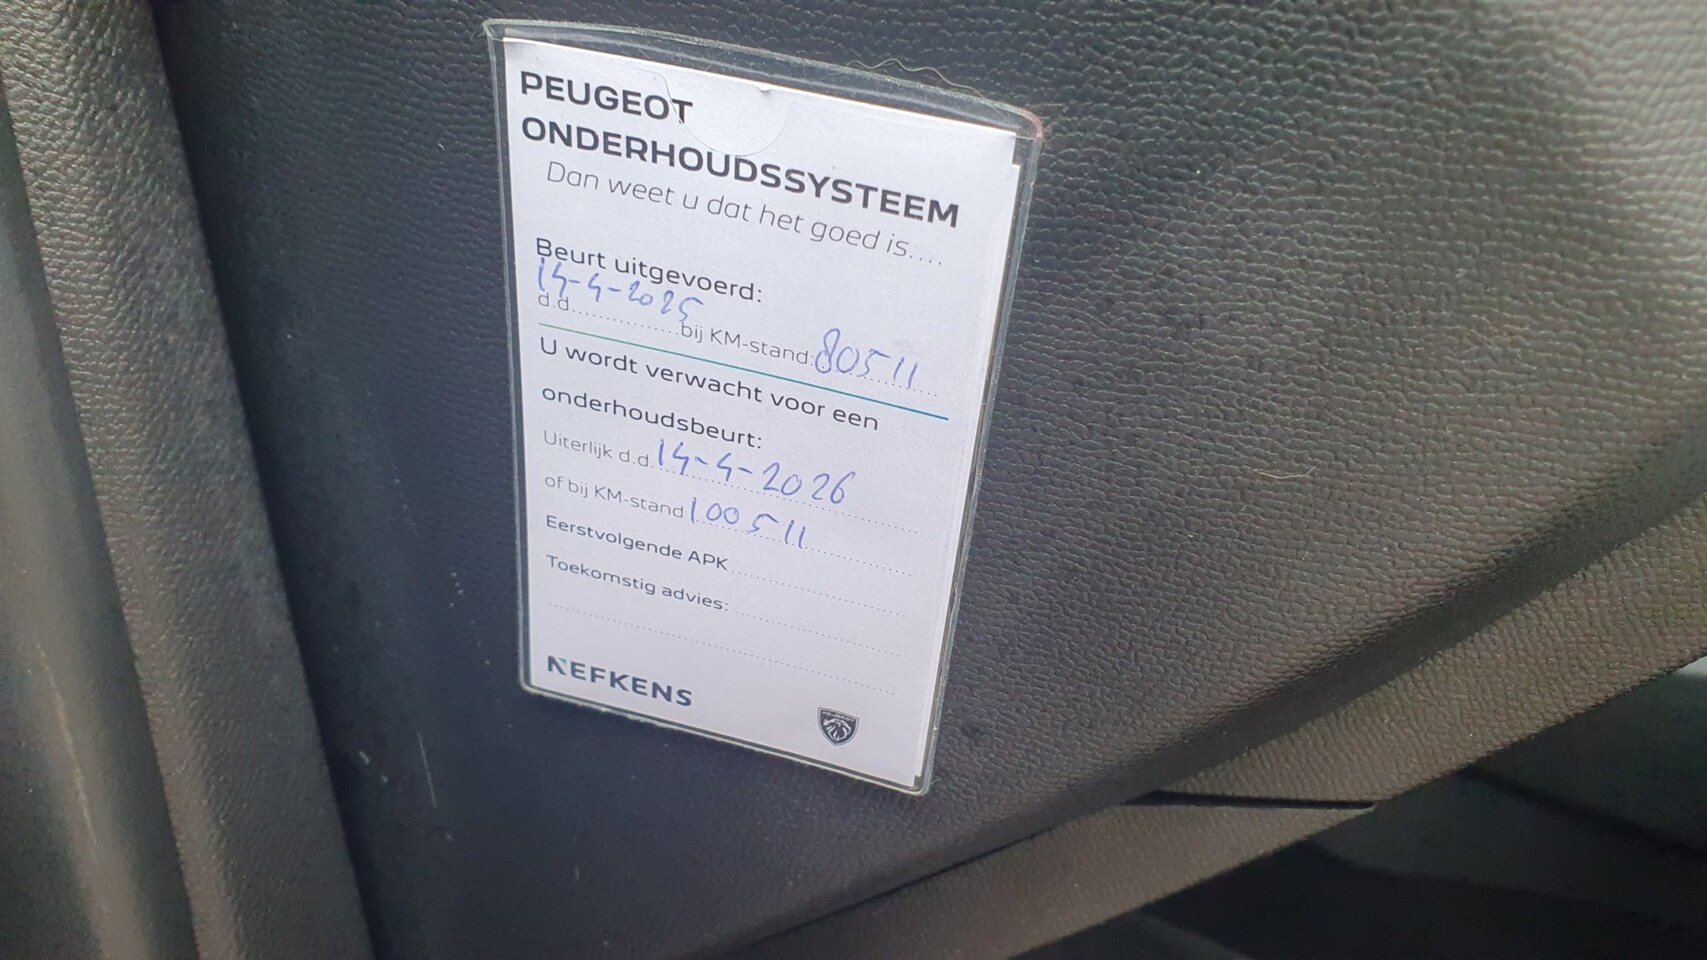 PEUGEOT
ONDERHOUDSSYSTEEM
Dan weet u dat het goed is....
Beurt uitgevoerd:
d.d. 14-4-2025 bij KM-stand: 80511
U wordt verwacht voor een
onderhoudsbeurt:
Uiterlijk d.d. 14-4-2026
of bij KM-stand 100511
Eerstvolgende APK
Toekomstig advies:
NEFKENS